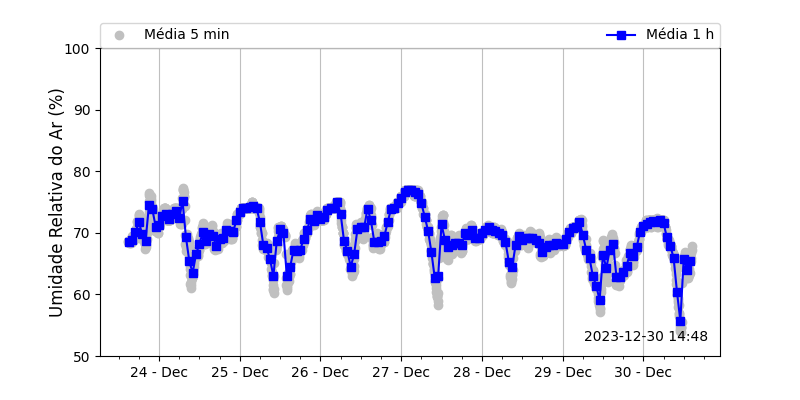 Média 5 min
Média 1 h
Umidade Relativa do Ar (%)
100
90
80
70
60
50
2023-12-30 14:48
24 - Dec
25 - Dec
26 - Dec
27 - Dec
28 - Dec
29 - Dec
30 - Dec